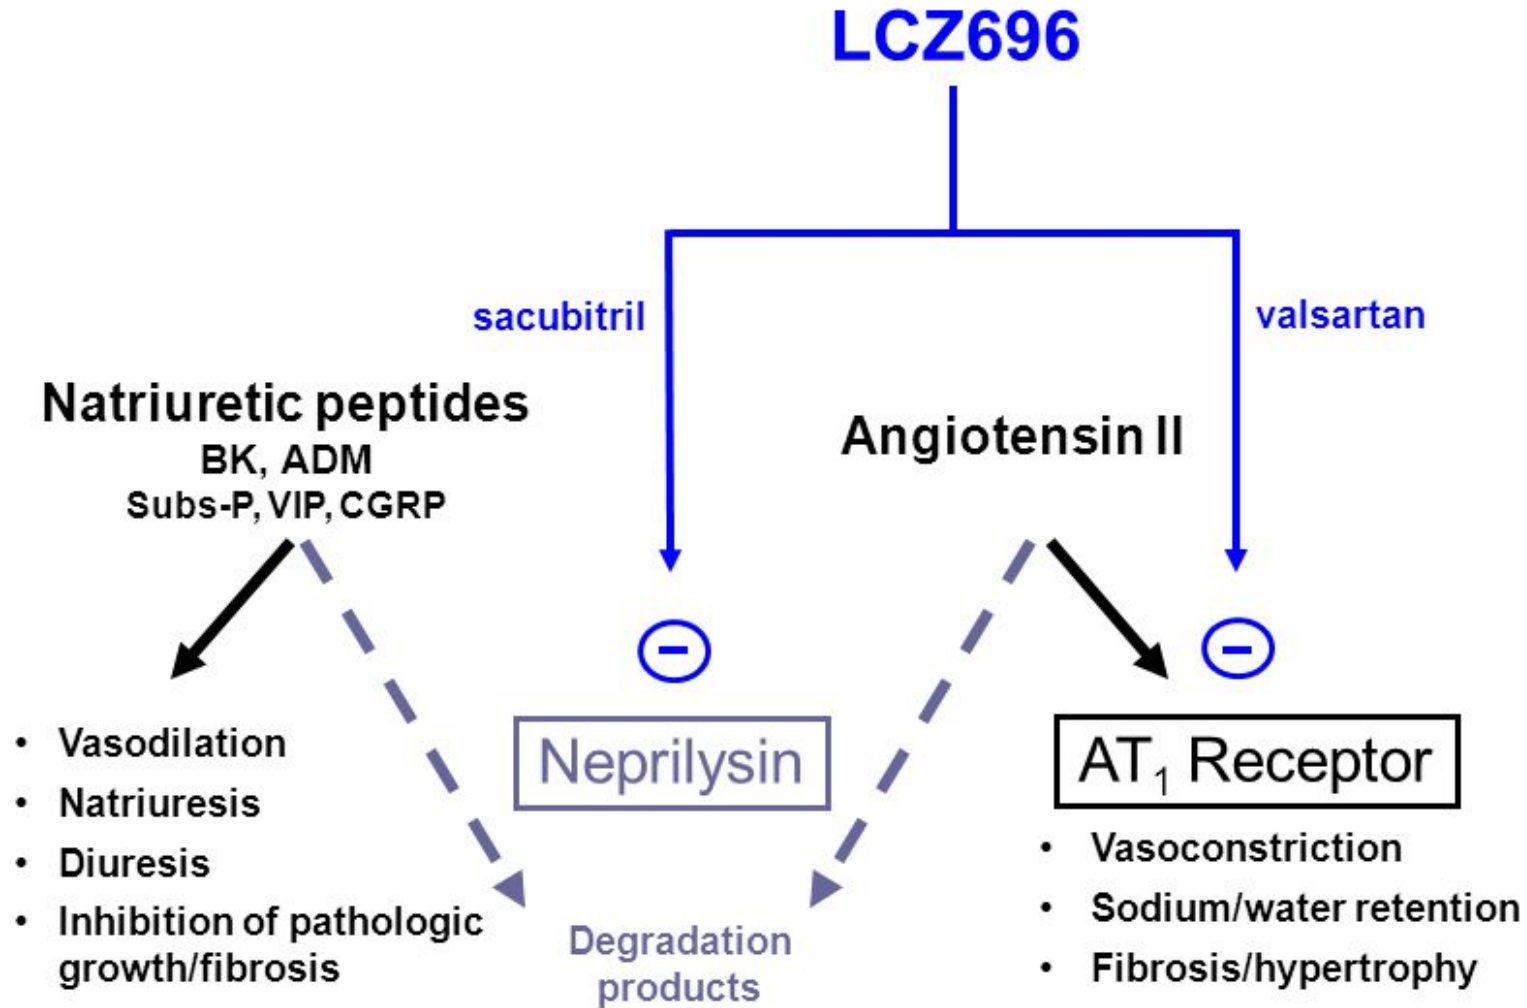 LCZ696
sacubitril
valsartan
Natriuretic peptides
BK, ADM
Subs-P, VIP, CGRP
Angiotensin II
−
−
Neprilysin
AT₁ Receptor
• Vasodilation
• Natriuresis
• Diuresis
• Inhibition of pathologic
growth/fibrosis
Degradation
products
• Vasoconstriction
• Sodium/water retention
• Fibrosis/hypertrophy